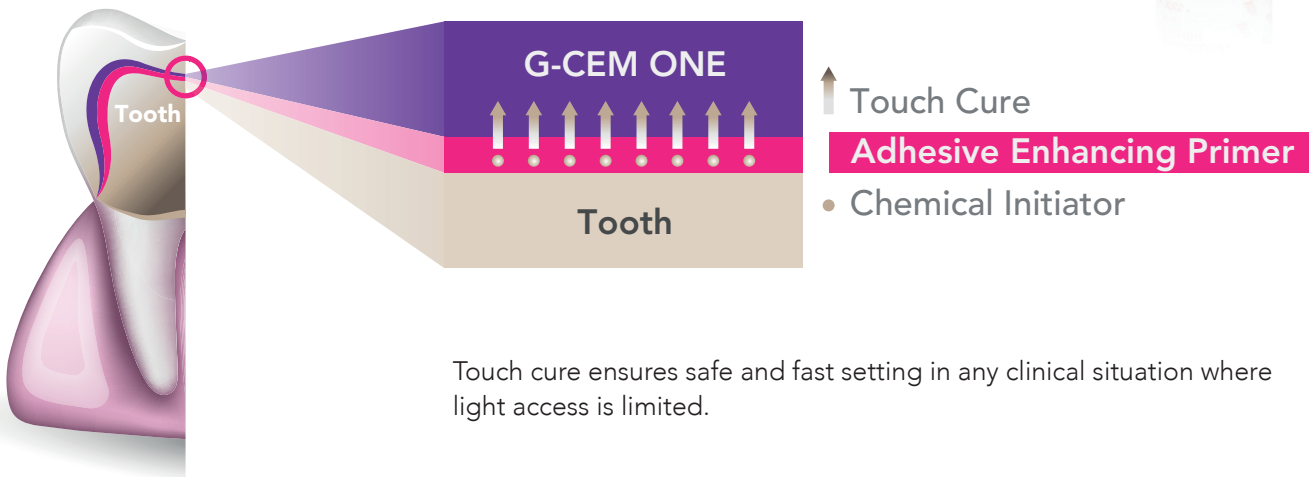 Tooth
G-CEM ONE
Tooth
Touch Cure
Adhesive Enhancing Primer
Chemical Initiator
Touch cure ensures safe and fast setting in any clinical situation where
light access is limited.